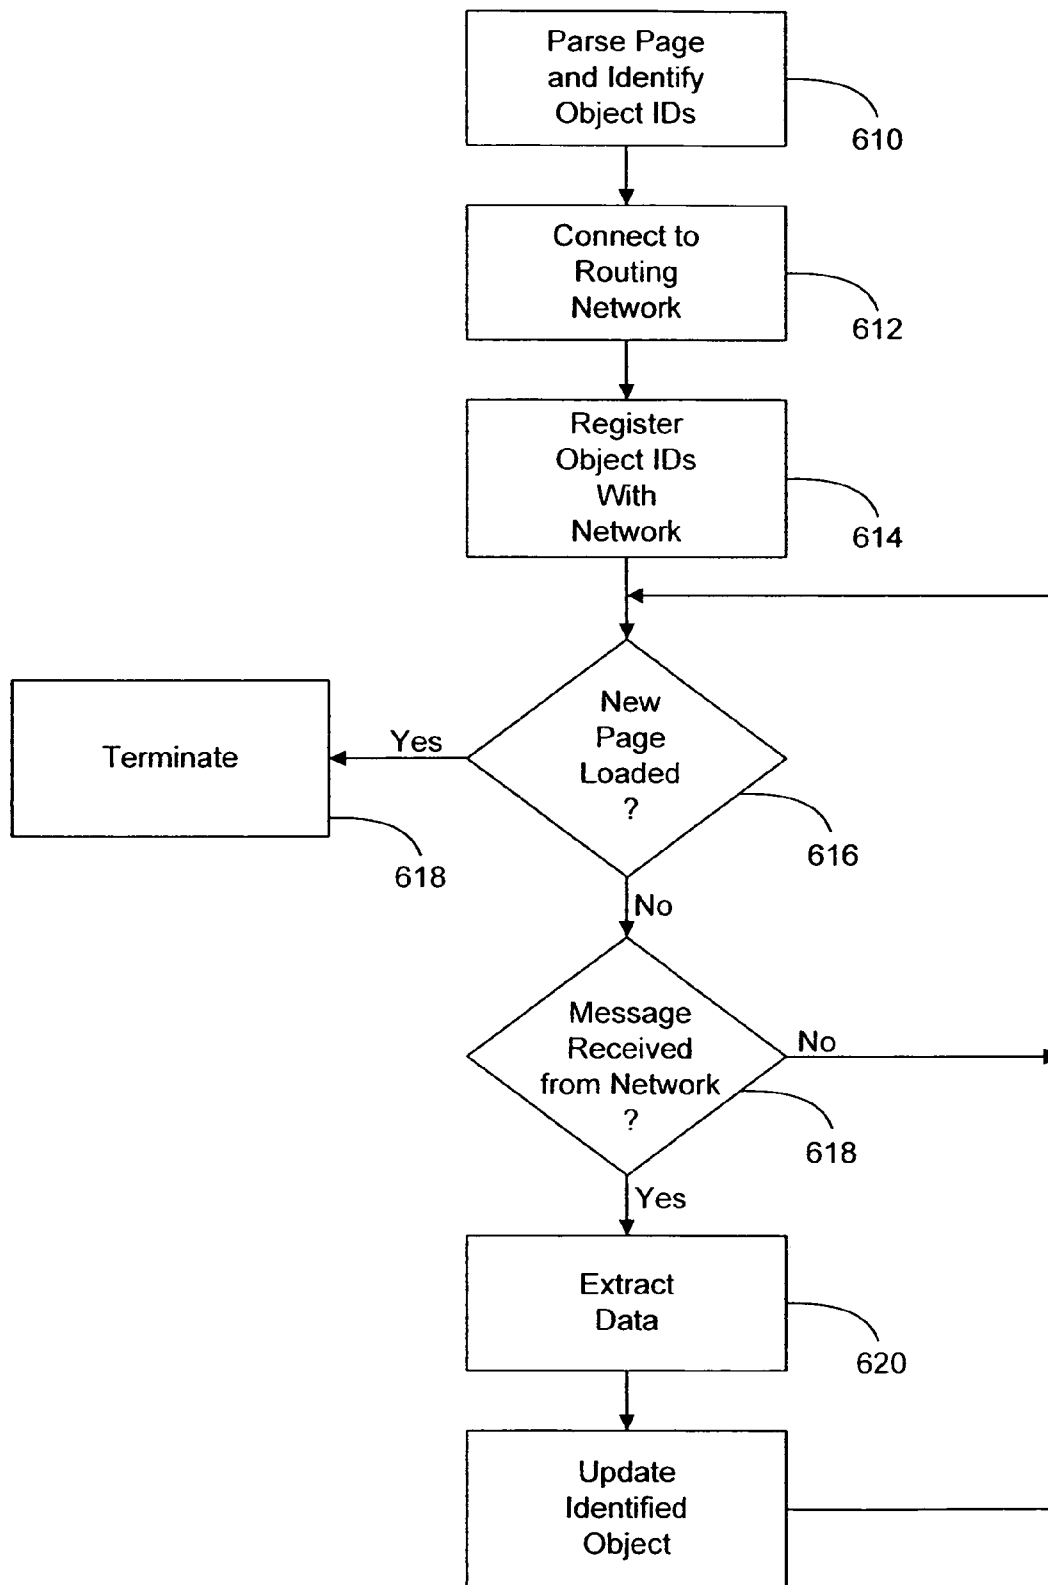 Parse Page
and Identify
Object IDs
610
Connect to
Routing
Network
612
Register
Object IDs
With
Network
614
New
Page
Loaded
?
616
Yes
Terminate
618
No
Message
Received
from Network
?
618
No
Yes
Extract
Data
620
Update
Identified
Object